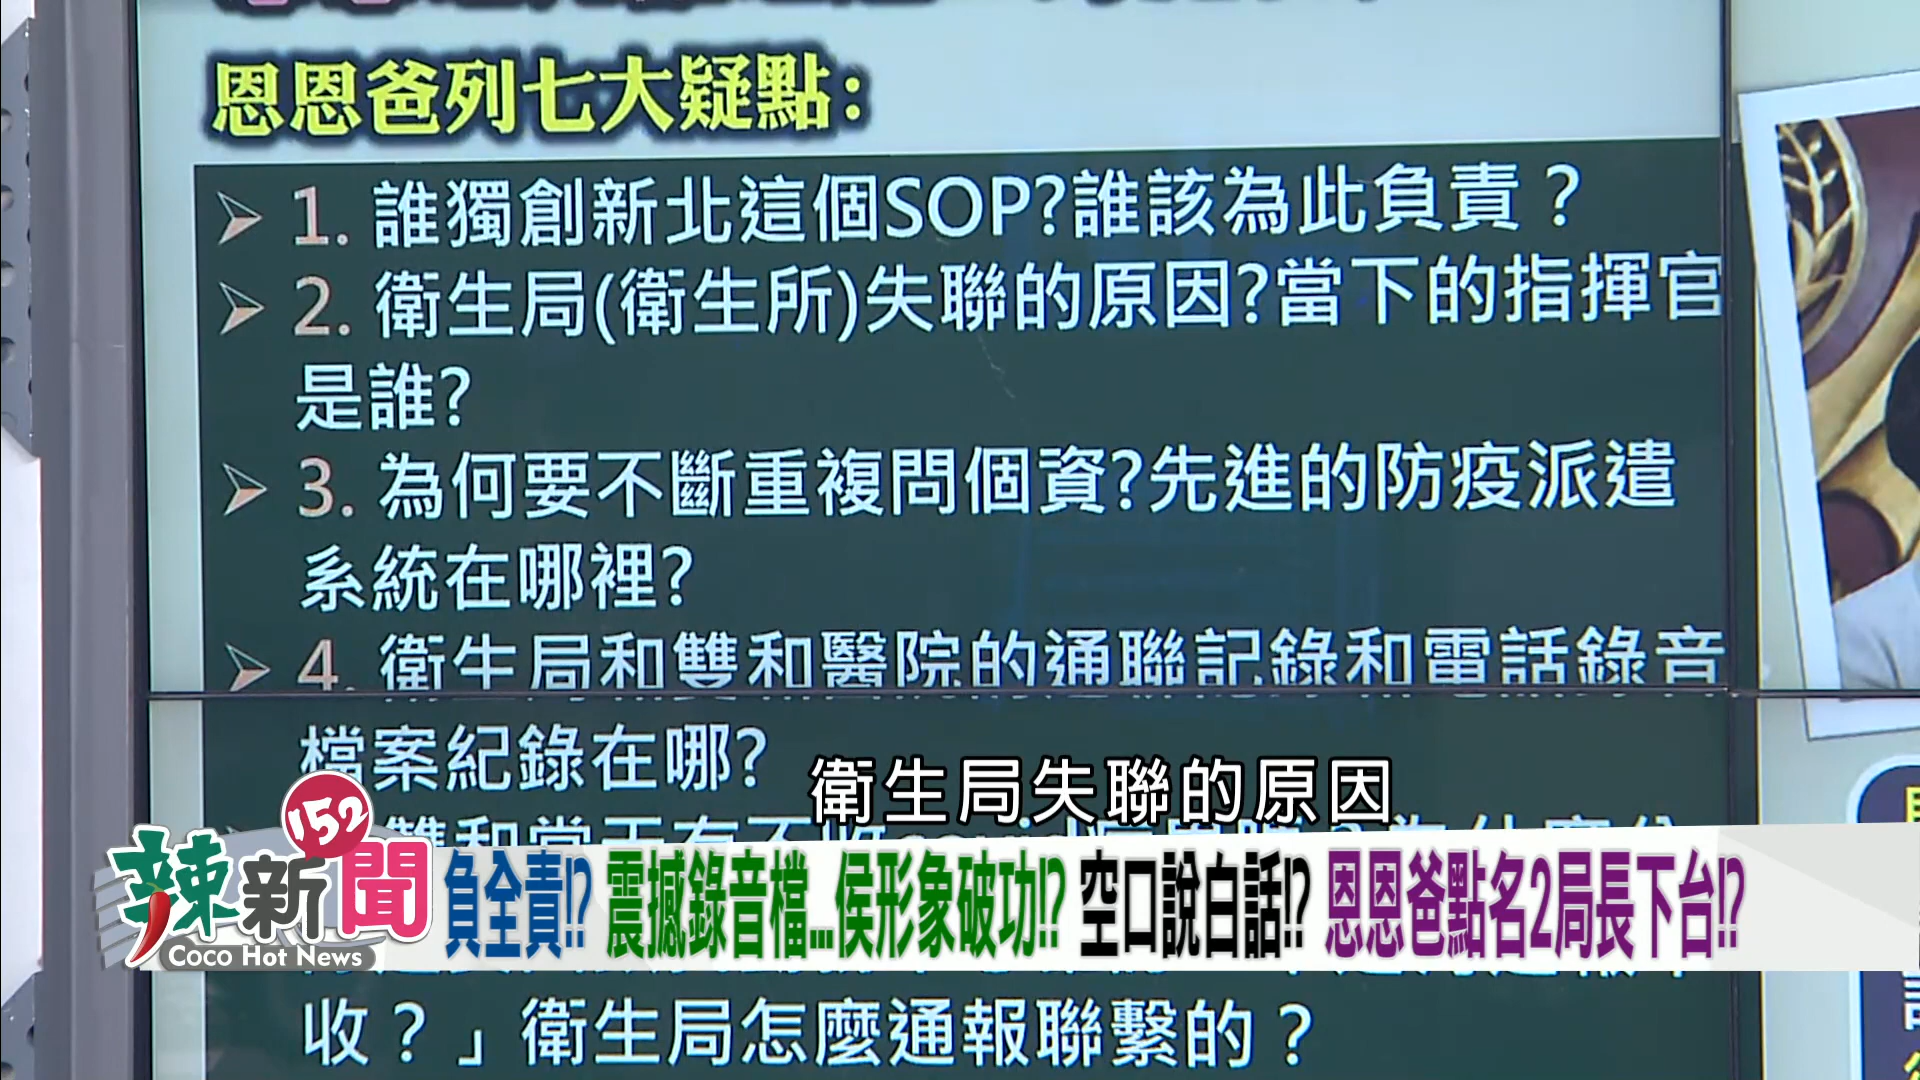 恩恩爸列七大疑點:
➢ 1. 誰獨創新北這個SOP?誰該為此負責？
➢ 2. 衛生局(衛生所)失聯的原因?當下的指揮官
是誰?
➢ 3. 為何要不斷重複問個資?先進的防疫派遣
系統在哪裡?
➢ 4. 衛生局和雙和醫院的通聯記錄和電話錄音
檔案紀錄在哪?
衛生局失聯的原因
152
辣新聞
Coco Hot News
負全責!? 震撼錄音檔...侯形象破功!? 空口說白話!? 恩恩爸點名2局長下台!?
收？」衛生局怎麼通報聯繫的？